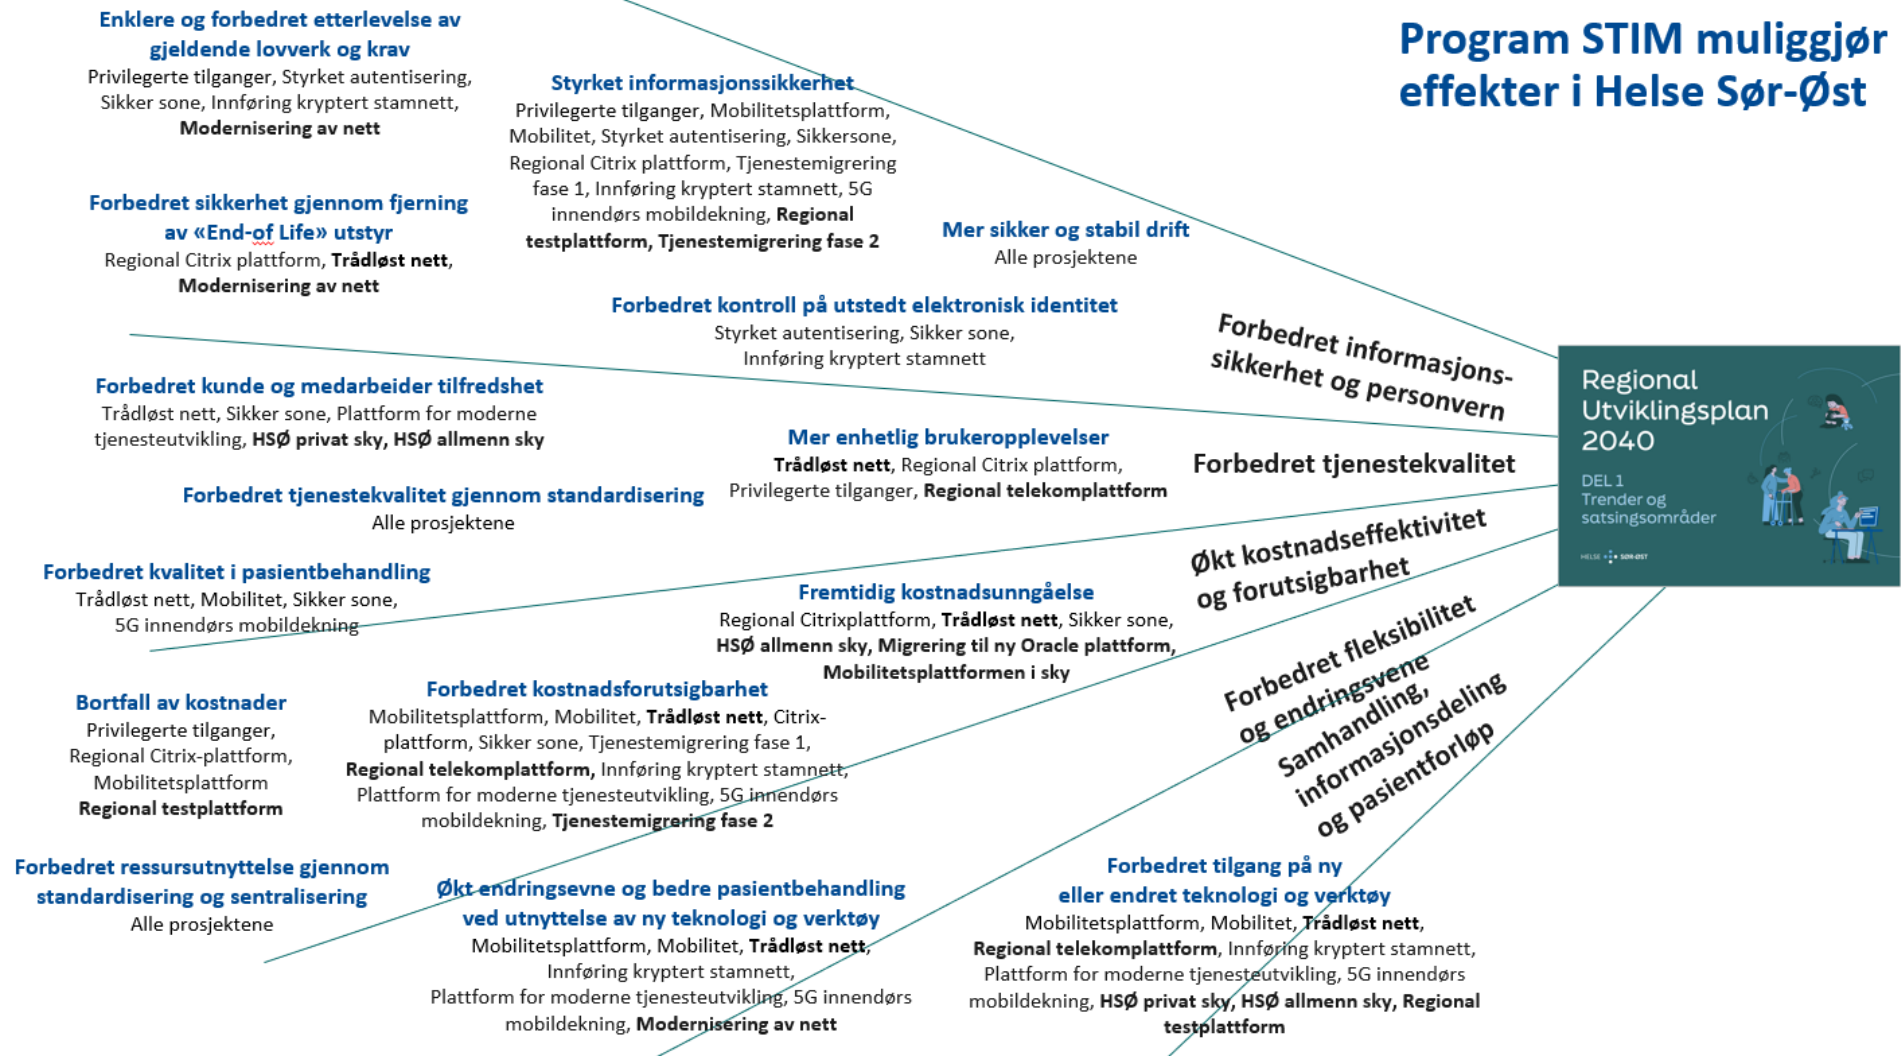 Program STIM muliggjør
effekter i Helse Sør-Øst
Enklere og forbedret etterlevelse av
gjeldende lovverk og krav
Privilegerte tilganger, Styrket autentisering,
Sikker sone, Innføring kryptert stamnett,
Modernisering av nett
Styrket informasjonssikkerhet
Privilegerte tilganger, Mobilitetsplattform,
Mobilitet, Styrket autentisering, Sikkersone,
Regional Citrix plattform, Tjenestemigrering
fase 1, Innføring kryptert stamnett, 5G
innendørs mobildekning, Regional
testplattform, Tjenestemigrering fase 2
Forbedret sikkerhet gjennom fjerning
av «End-of Life» utstyr
Regional Citrix plattform, Trådløst nett,
Modernisering av nett
Mer sikker og stabil drift
Alle prosjektene
Forbedret kontroll på utstedt elektronisk identitet
Styrket autentisering, Sikker sone,
Innføring kryptert stamnett
Forbedret informasjons-
sikkerhet og personvern
Forbedret kunde og medarbeider tilfredshet
Trådløst nett, Sikker sone, Plattform for moderne
tjenesteutvikling, HSØ privat sky, HSØ allmenn sky
Mer enhetlig brukeropplevelser
Trådløst nett, Regional Citrix plattform,
Privilegerte tilganger, Regional telekomplattform
Forbedret tjenestekvalitet
Forbedret tjenestekvalitet gjennom standardisering
Alle prosjektene
Forbedret kvalitet i pasientbehandling
Trådløst nett, Mobilitet, Sikker sone,
5G innendørs mobildekning
Økt kostnadseffektivitet
og forutsigbarhet
Fremtidig kostnadsunngåelse
Regional Citrixplattform, Trådløst nett, Sikker sone,
HSØ allmenn sky, Migrering til ny Oracle plattform,
Mobilitetsplattformen i sky
Bortfall av kostnader
Privilegerte tilganger,
Regional Citrix-plattform,
Mobilitetsplattform
Regional testplattform
Forbedret kostnadsforutsigbarhet
Mobilitetsplattform, Mobilitet, Trådløst nett, Citrix-
plattform, Sikker sone, Tjenestemigrering fase 1,
Regional telekomplattform, Innføring kryptert stamnett,
Plattform for moderne tjenesteutvikling, 5G innendørs
mobildekning, Tjenestemigrering fase 2
Forbedret ressursutnyttelse gjennom
standardisering og sentralisering
Alle prosjektene
Forbedret fleksibilitet
og endringsvene
Økt endringsevne og bedre pasientbehandling
ved utnyttelse av ny teknologi og verktøy
Mobilitetsplattform, Mobilitet, Trådløst nett,
Innføring kryptert stamnett,
Plattform for moderne tjenesteutvikling, 5G innendørs
mobildekning, Modernisering av nett
Samhandling,
informasjonsdeling
og pasientforløp
Forbedret tilgang på ny
eller endret teknologi og verktøy
Mobilitetsplattform, Mobilitet, Trådløst nett,
Regional telekomplattform, Innføring kryptert stamnett,
Plattform for moderne tjenesteutvikling, 5G innendørs
mobildekning, HSØ privat sky, HSØ allmenn sky, Regional
testplattform
Regional
Utviklingsplan
2040
DEL 1
Trender og
satsingsområder
HELSE SØR-ØST